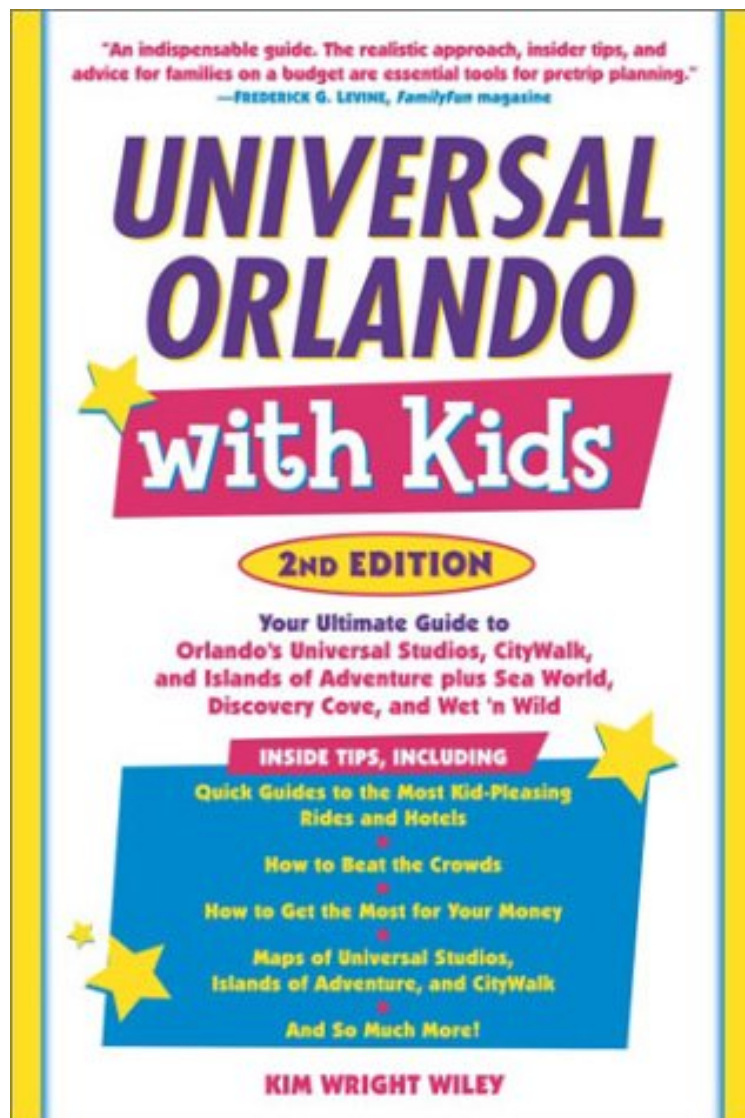 "An indispensable guide. The realistic approach, insider tips, and
advice for families on a budget are essential tools for pretrip planning."
—FREDERICK G. LEVINE, FamilyFun magazine
UNIVERSAL
ORLANDO
with Kids
2ND EDITION
Your Ultimate Guide to
Orlando's Universal Studios, CityWalk,
and Islands of Adventure plus Sea World,
Discovery Cove, and Wet 'n Wild
INSIDE TIPS, INCLUDING
Quick Guides to the Most Kid-Pleasing
Rides and Hotels
How to Beat the Crowds
How to Get the Most for Your Money
Maps of Universal Studios,
Islands of Adventure, and CityWalk
And So Much More!
KIM WRIGHT WILEY